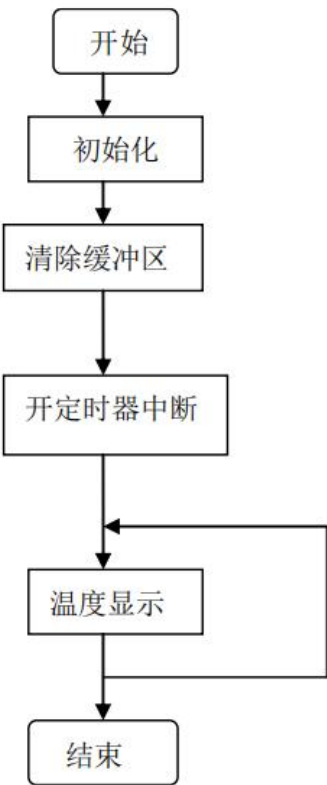 开始
初始化
清除缓冲区
开定时器中断
温度显示
结束